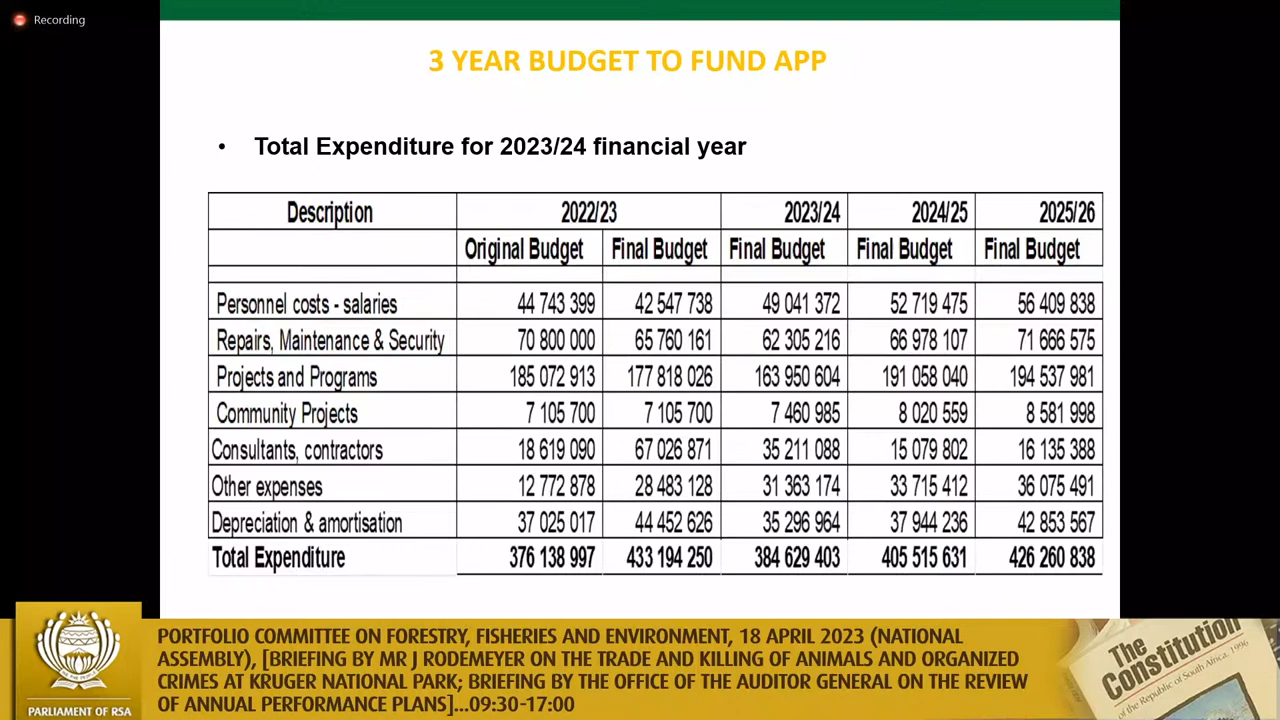 Recording
3 YEAR BUDGET TO FUND APP
• Total Expenditure for 2023/24 financial year
Description 2022/23 2023/24 2024/25 2025/26
Original Budget Final Budget Final Budget Final Budget Final Budget
Personnel costs - salaries 44 743 399 42 547 738 49 041 372 52 719 475 56 409 838
Repairs, Maintenance & Security 70 800 000 65 760 161 62 305 216 66 978 107 71 666 575
Projects and Programs 185 072 913 177 818 026 163 950 604 191 058 040 194 537 981
Community Projects 7 105 700 7 105 700 7 460 985 8 020 559 8 581 998
Consultants, contractors 18 619 090 67 026 871 35 211 088 15 079 802 16 135 388
Other expenses 12 772 878 28 483 128 31 363 174 33 715 412 36 075 491
Depreciation & amortisation 37 025 017 44 452 626 35 296 964 37 944 236 42 853 567
Total Expenditure 376 138 997 433 194 250 384 629 403 405 515 631 426 260 838
PORTFOLIO COMMITTEE ON FORESTRY, FISHERIES AND ENVIRONMENT, 18 APRIL 2023 (NATIONAL
ASSEMBLY), [BRIEFING BY MR J RODEMEYER ON THE TRADE AND KILLING OF ANIMALS AND ORGANIZED
CRIMES AT KRUGER NATIONAL PARK; BRIEFING BY THE OFFICE OF THE AUDITOR GENERAL ON THE REVIEW
OF ANNUAL PERFORMANCE PLANS]...09:30-17:00
PARLIAMENT OF RSA
The
Constitution
of the Republic of South Africa, 1996